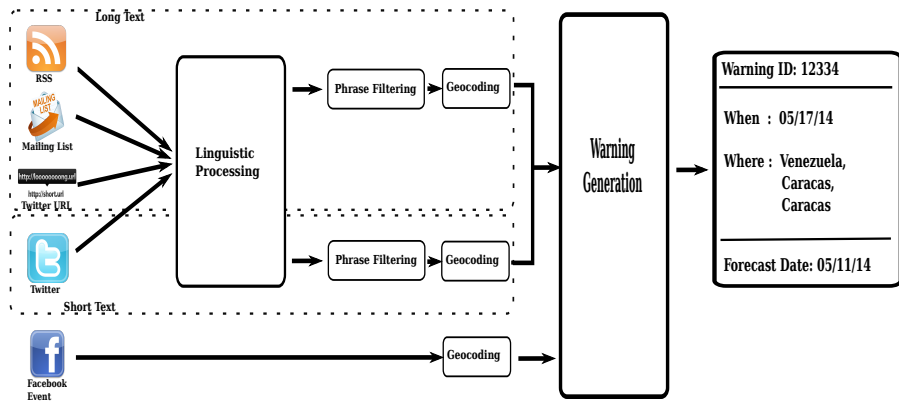 Long Text
RSS
MAILING
LIST
Mailing List
http://looooooooong.url
http://short.url
Twitter URL
Twitter
Short Text
Facebook
Event
Linguistic
Processing
Phrase Filtering
Geocoding
Phrase Filtering
Geocoding
Geocoding
Warning
Generation
Warning ID: 12334
When : 05/17/14
Where : Venezuela,
Caracas,
Caracas
Forecast Date: 05/11/14